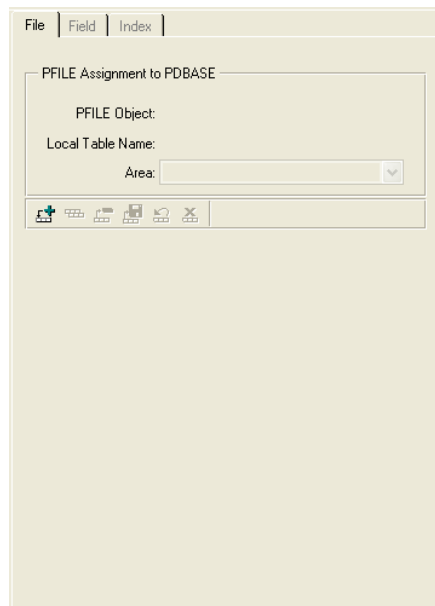 File Field Index
PFILE Assignment to PDBASE
PFILE Object:
Local Table Name:
Area: